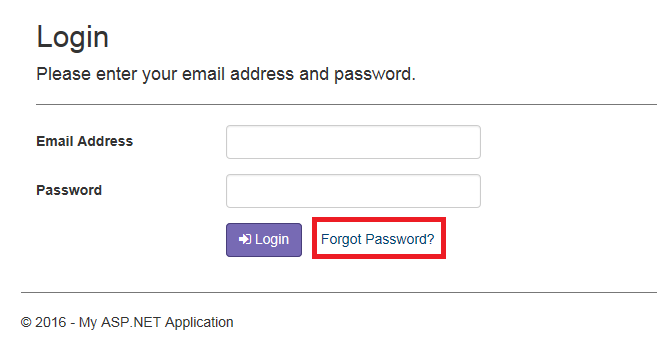 Login
Please enter your email address and password.
Email Address
Password
Login Forgot Password?
© 2016 - My ASP.NET Application